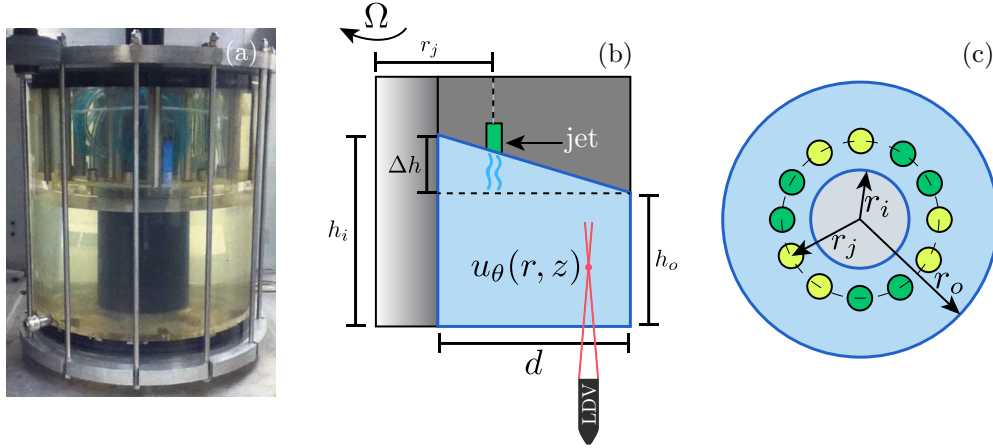 (a)
Ω
r_j
(b)
jet
Δh
h_i
u_θ(r, z)
h_o
d
LDV
(c)
r_i
r_j
r_o